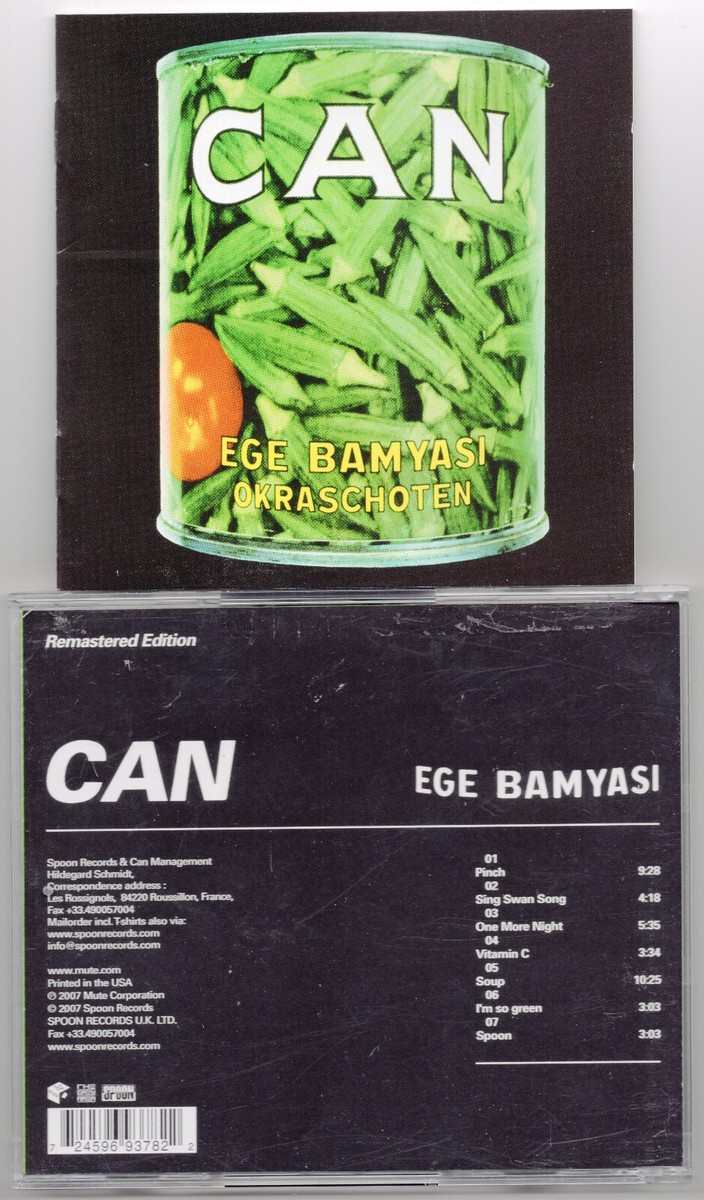 CAN
EGE BAMYASI
OKRASCHOTEN
Remastered Edition
CAN
EGE BAMYASI
Spoon Records & Can Management
Hildegard Schmidt,
Correspondence address :
Les Rossignols, 84220 Roussillon, France,
Fax +33.490057004
Mailorder incl. T-shirts also via:
www.spoonrecords.com
info@spoonrecords.com
www.mute.com
Printed in the USA
℗ 2007 Mute Corporation
© 2007 Spoon Records
SPOON RECORDS U.K. LTD.
Fax +33.490057004
www.spoonrecords.com
01
Pinch 9:28
02
Sing Swan Song 4:18
03
One More Night 5:35
04
Vitamin C 3:34
05
Soup 10:25
06
I'm so green 3:03
07
Spoon 3:03
SPOON
7 24596 93782 2